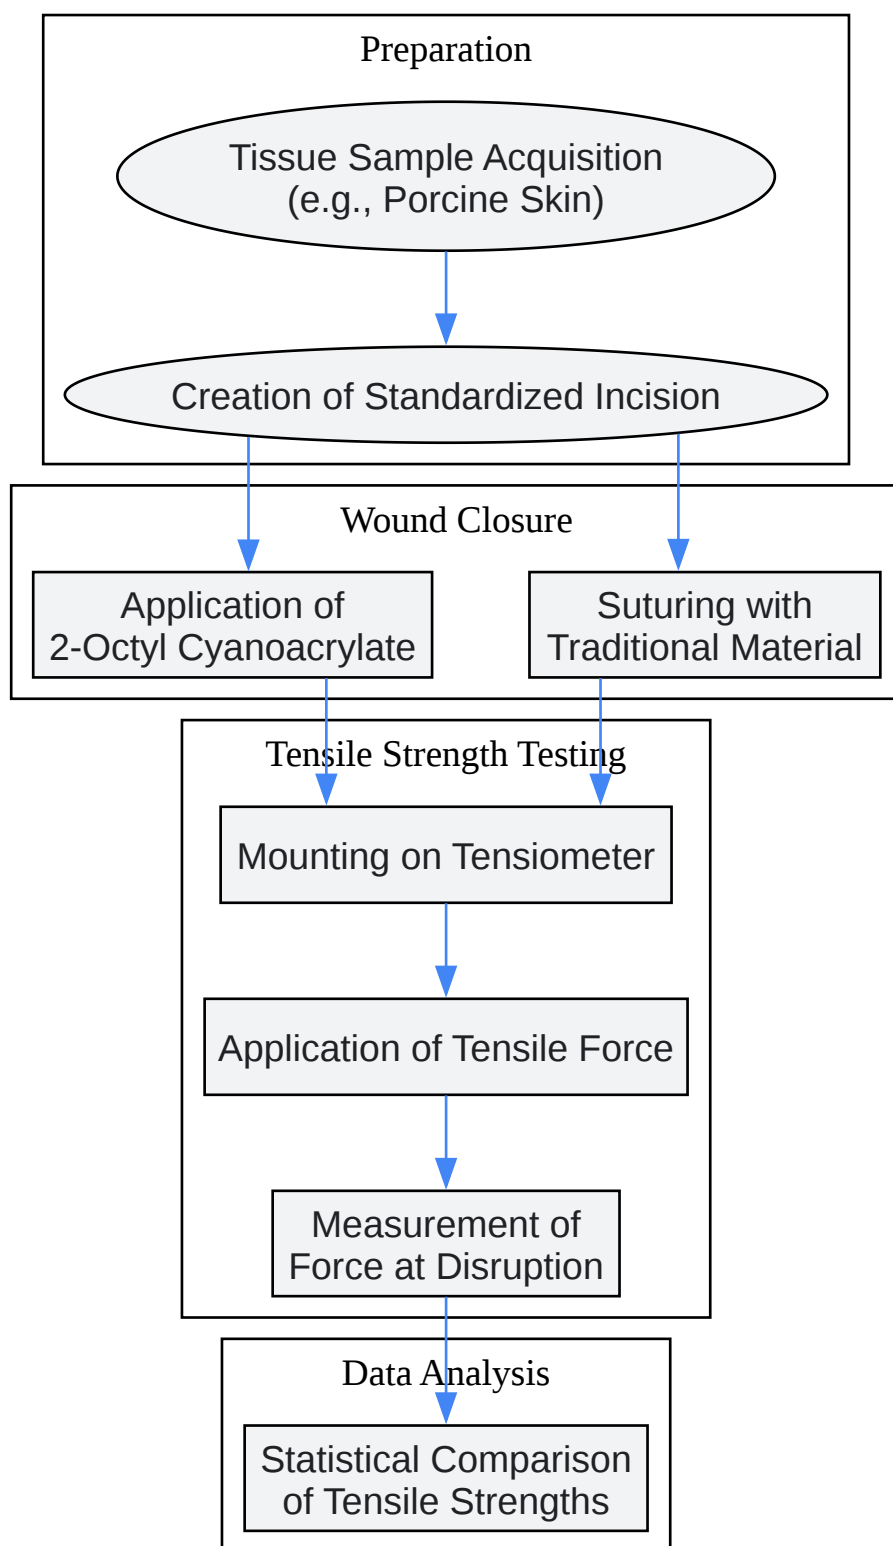 Preparation
Tissue Sample Acquisition
(e.g., Porcine Skin)
Creation of Standardized Incision
Wound Closure
Application of
2-Octyl Cyanoacrylate
Suturing with
Traditional Material
Tensile Strength Testing
Mounting on Tensiometer
Application of Tensile Force
Measurement of
Force at Disruption
Data Analysis
Statistical Comparison
of Tensile Strengths